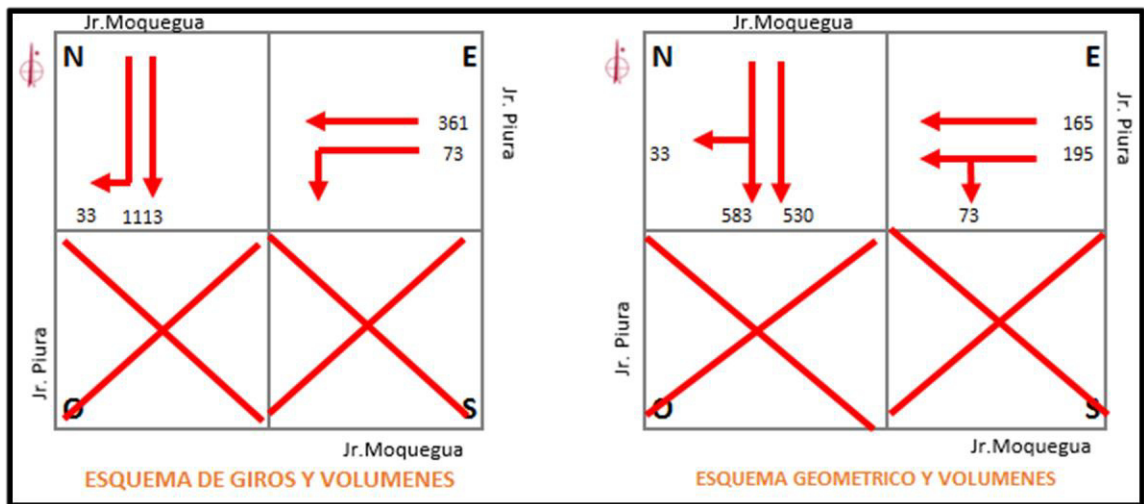 Jr.Moquegua
N
E
Jr. Piura
361
73
33
1113
Jr. Piura
O
S
Jr.Moquegua
ESQUEMA DE GIROS Y VOLUMENES
Jr.Moquegua
N
E
Jr. Piura
165
195
33
583
530
73
Jr. Piura
O
S
Jr.Moquegua
ESQUEMA GEOMETRICO Y VOLUMENES